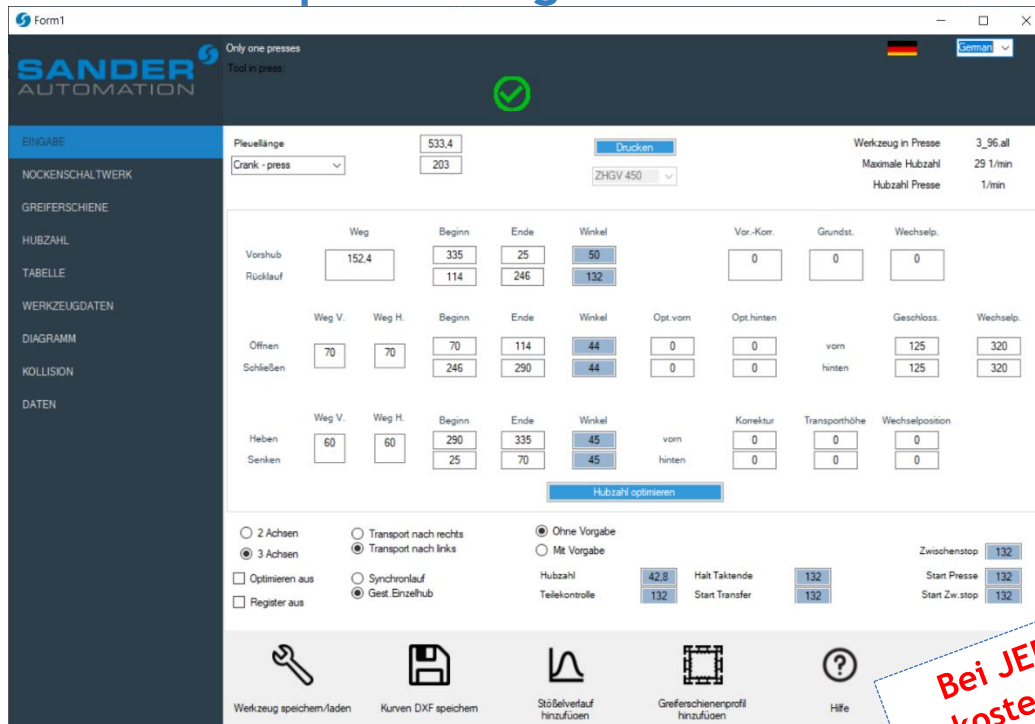 Form1
SANDER
AUTOMATION
Only one presses
Tool in press:
German
EINGABE
NOCKENSCHALTWERK
GREIFERSCHIENE
HUBZAHL
TABELLE
WERKZEUGDATEN
DIAGRAMM
KOLLISION
DATEN
Pleuellänge 533,4 Drucken Werkzeug in Presse 3_96.all
Crank - press 203 ZHGV 450 Maximale Hubzahl 29 1/min
Hubzahl Presse 1/min
Weg Beginn Ende Winkel Vor.-Korr. Grundst. Wechselp.
Vorshub 152,4 335 25 50 0 0 0
Rücklauf 114 246 132
Weg V. Weg H. Beginn Ende Winkel Opt.vorn Opt.hinten Geschloss. Wechselp.
Öffnen 70 70 70 114 44 0 0 vorn 125 320
Schließen 246 290 44 0 0 hinten 125 320
Weg V. Weg H. Beginn Ende Winkel Korrektur Transporthöhe Wechselposition
Heben 60 60 290 335 45 vorn 0 0 0
Senken 25 70 45 hinten 0 0 0
Hubzahl optimieren
2 Achsen Transport nach rechts Ohne Vorgabe
3 Achsen Transport nach links Mit Vorgabe Zwischenstop 132
Optimieren aus Synchronlauf Hubzahl 42,8 Halt Taktende 132 Start Presse 132
Register aus Gest.Einzelhub Teilekontrolle 132 Start Transfer 132 Start Zw.stop 132
Werkzeug speichern/laden
Kurven DXF speichern
Stößelverlauf
hinzufügen
Greiferschienenprofil
hinzufügen
Hilfe
Bei